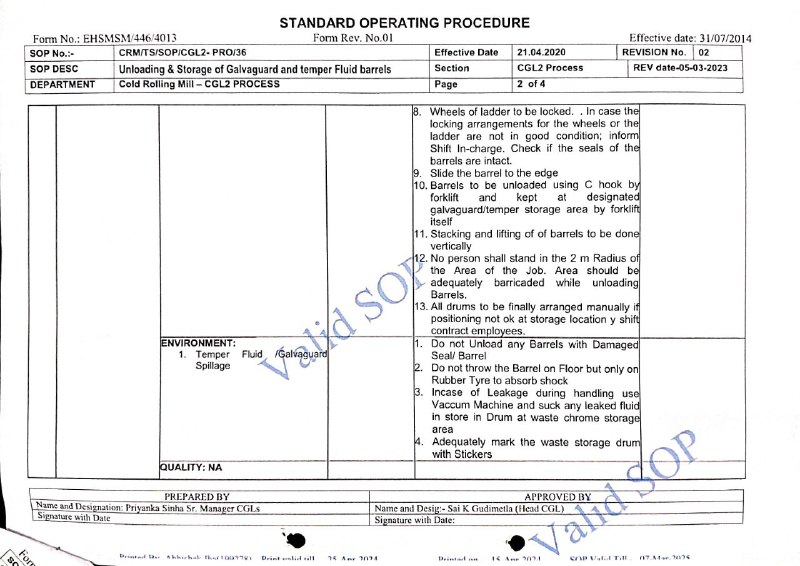 STANDARD OPERATING PROCEDURE
Form No.: EHSMSM/446/4013 Form Rev. No.01 Effective date: 31/07/2014
SOP No.:- CRM/TS/SOP/CGL2- PRO/36 Effective Date 21.04.2020 REVISION No. 02
SOP DESC Unloading & Storage of Galvaguard and temper Fluid barrels Section CGL2 Process REV date-05-03-2023
DEPARTMENT Cold Rolling Mill – CGL2 PROCESS Page 2 of 4
8. Wheels of ladder to be locked. . In case the
locking arrangements for the wheels or the
ladder are not in good condition; inform
Shift In-charge. Check if the seals of the
barrels are intact.
9. Slide the barrel to the edge
10. Barrels to be unloaded using C hook by
forklift and kept at designated
galvaguard/temper storage area by forklift
itself
11. Stacking and lifting of of barrels to be done
vertically
12. No person shall stand in the 2 m Radius of
the Area of the Job. Area should be
adequately barricaded while unloading
Barrels.
13. All drums to be finally arranged manually if
positioning not ok at storage location y shift
contract employees.
Valid SOP
ENVIRONMENT:
1. Temper Fluid /Galvaguard
Spillage
1. Do not Unload any Barrels with Damaged
Seal/ Barrel
2. Do not throw the Barrel on Floor but only on
Rubber Tyre to absorb shock
3. Incase of Leakage during handling use
Vaccum Machine and suck any leaked fluid
in store in Drum at waste chrome storage
area
4. Adequately mark the waste storage drum
with Stickers
QUALITY: NA
Valid SOP
PREPARED BY APPROVED BY
Name and Designation: Priyanka Sinha Sr. Manager CGLs Name and Desig:- Sai K Gudimetla (Head CGL)
Signature with Date Signature with Date:
Printed By: Print valid till 25 Apr 2024 Printed on 15 Apr 2024 SOP Valid Till 07 Mar 2025